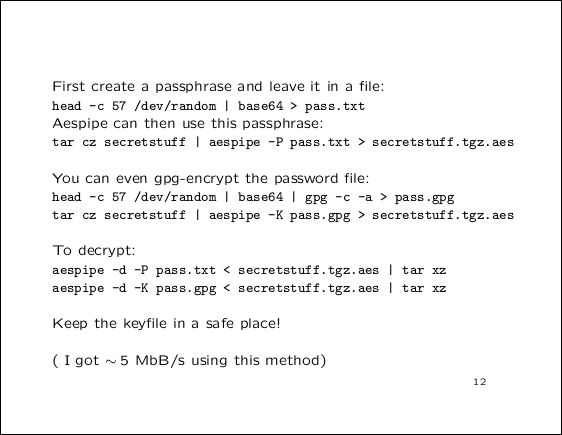 First create a passphrase and leave it in a file:
head -c 57 /dev/random | base64 > pass.txt
Aespipe can then use this passphrase:
tar cz secretstuff | aespipe -P pass.txt > secretstuff.tgz.aes
You can even gpg-encrypt the password file:
head -c 57 /dev/random | base64 | gpg -c -a > pass.gpg
tar cz secretstuff | aespipe -K pass.gpg > secretstuff.tgz.aes
To decrypt:
aespipe -d -P pass.txt < secretstuff.tgz.aes | tar xz
aespipe -d -K pass.gpg < secretstuff.tgz.aes | tar xz
Keep the keyfile in a safe place!
( I got ∼ 5 MbB/s using this method)
12